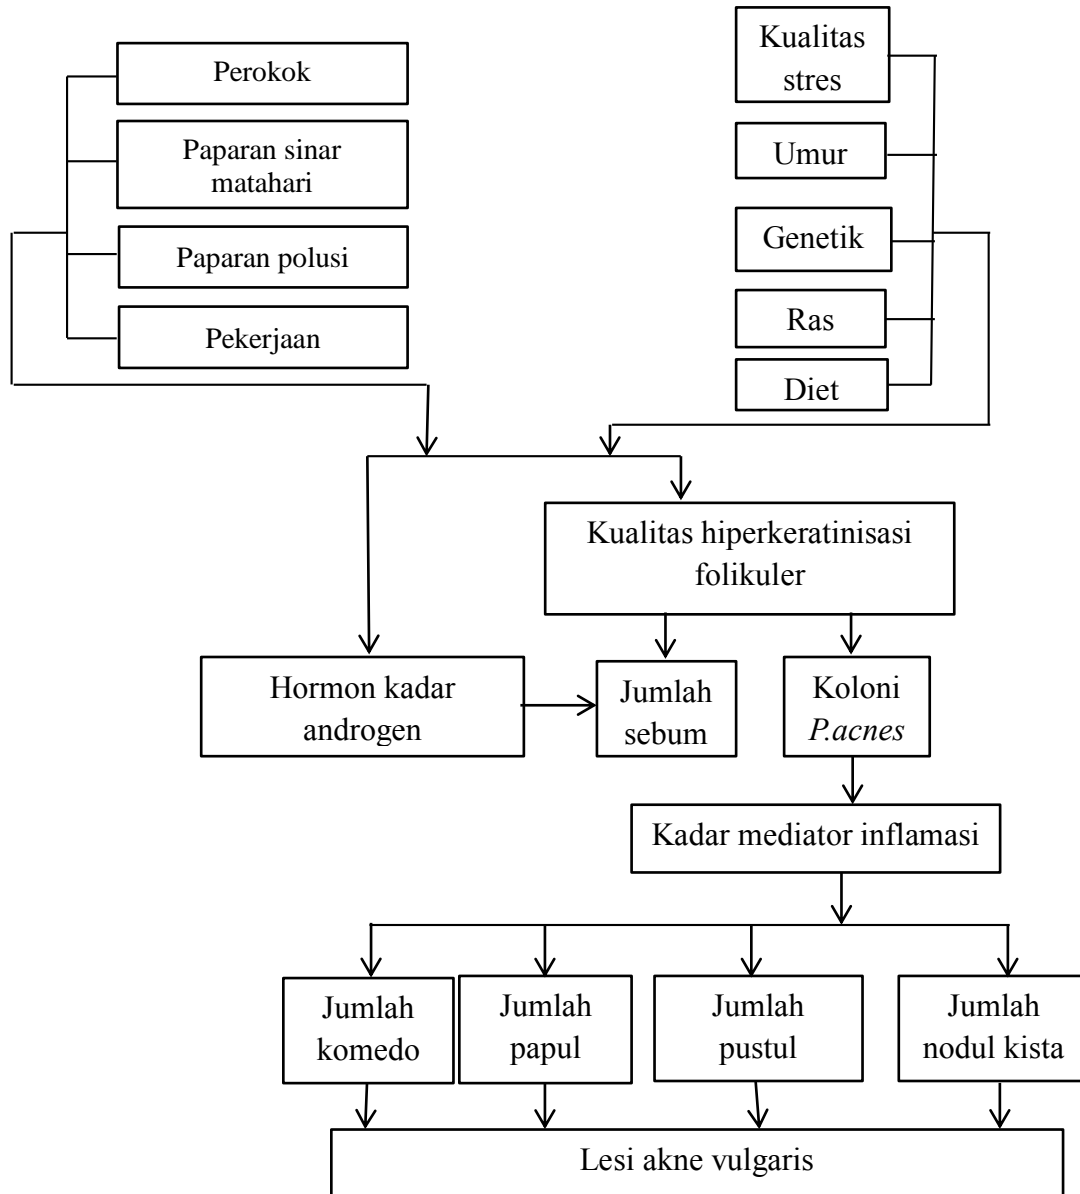 Perokok
Paparan sinar
matahari
Paparan polusi
Pekerjaan
Kualitas
stres
Umur
Genetik
Ras
Diet
Kualitas hiperkeratinisasi
folikuler
Hormon kadar
androgen
Jumlah
sebum
Koloni
P.acnes
Kadar mediator inflamasi
Jumlah
komedo
Jumlah
papul
Jumlah
pustul
Jumlah
nodul kista
Lesi akne vulgaris